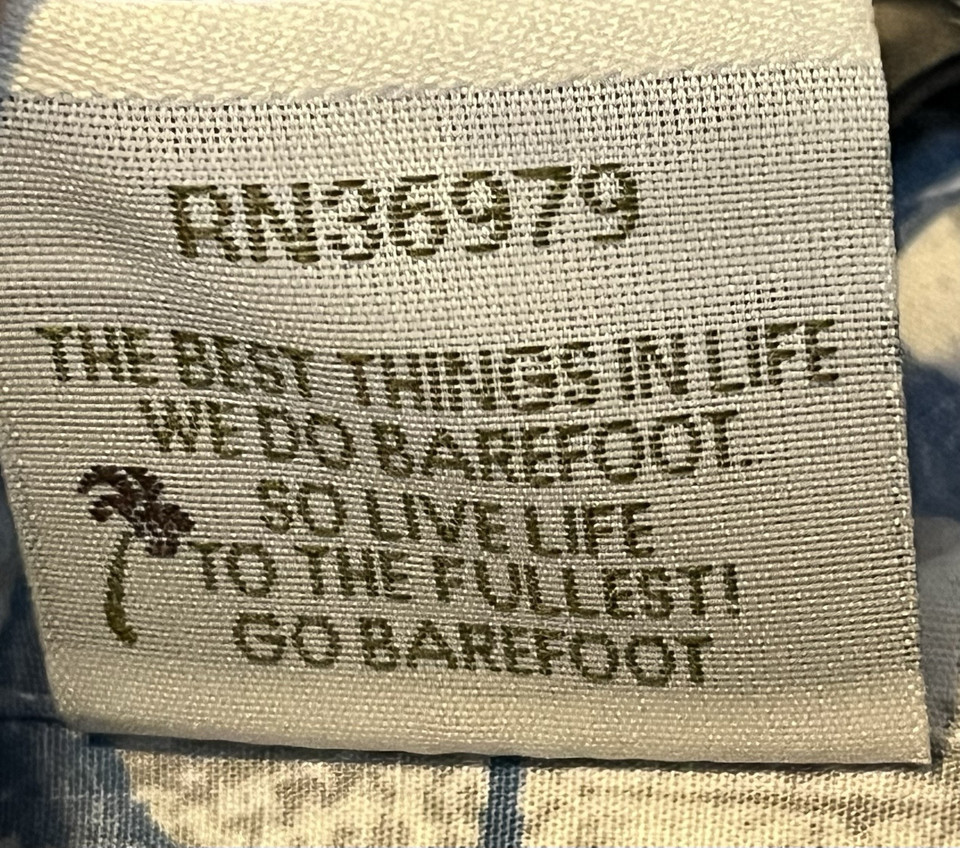 RN36979
THE BEST THINGS IN LIFE
WE DO BAREFOOT.
SO LIVE LIFE
TO THE FULLEST!
GO BAREFOOT